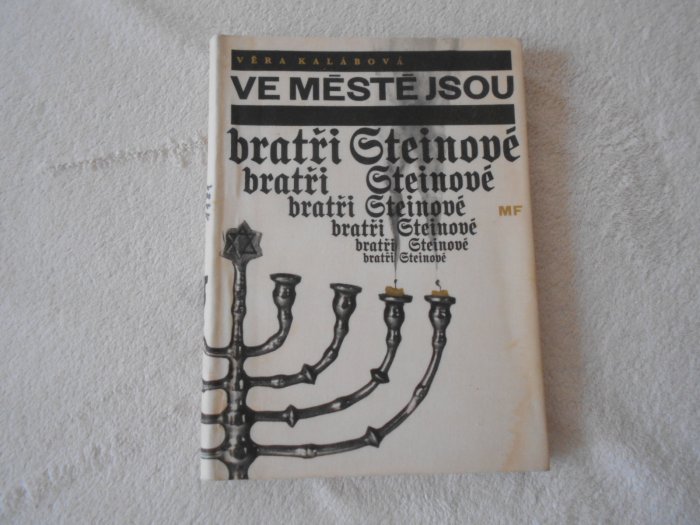 VĚRA KALÁBOVÁ
VE MĚSTĚ JSOU
bratři Steinové
bratři Steinové
bratři Steinové
MF
bratři Steinové
bratři Steinové
bratři Steinové